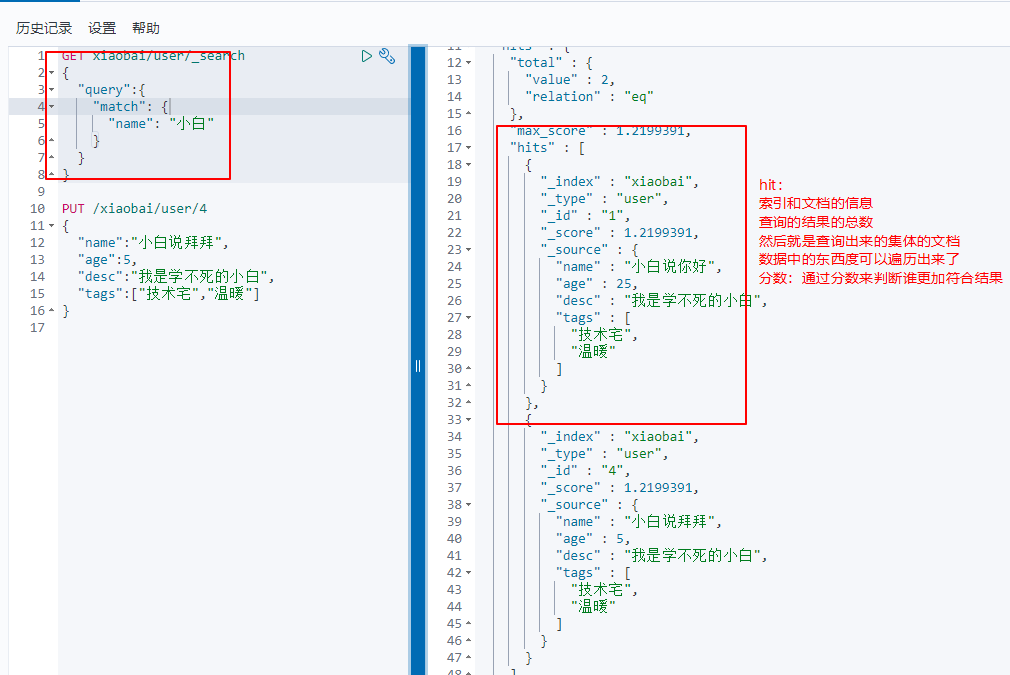 历史记录 设置 帮助
1 GET xiaobai/user/_search
2 {
3 "query":{
4 "match": {
5 "name": "小白"
6 }
7 }
8 }
9
10 PUT /xiaobai/user/4
11 {
12 "name":"小白说拜拜",
13 "age":5,
14 "desc":"我是学不死的小白",
15 "tags":["技术宅","温暖"]
16 }
17
11 "hits" : {
12 "total" : {
13 "value" : 2,
14 "relation" : "eq"
15 },
16 "max_score" : 1.2199391,
17 "hits" : [
18 {
19 "_index" : "xiaobai",
20 "_type" : "user",
21 "_id" : "1",
22 "_score" : 1.2199391,
23 "_source" : {
24 "name" : "小白说你好",
25 "age" : 25,
26 "desc" : "我是学不死的小白",
27 "tags" : [
28 "技术宅",
29 "温暖"
30 ]
31 }
32 },
33 {
34 "_index" : "xiaobai",
35 "_type" : "user",
36 "_id" : "4",
37 "_score" : 1.2199391,
38 "_source" : {
39 "name" : "小白说拜拜",
40 "age" : 5,
41 "desc" : "我是学不死的小白",
42 "tags" : [
43 "技术宅",
44 "温暖"
45 ]
46 }
47 }
48 ]
hit:
索引和文档的信息
查询的结果的总数
然后就是查询出来的集体的文档
数据中的东西度可以遍历出来了
分数：通过分数来判断谁更加符合结果